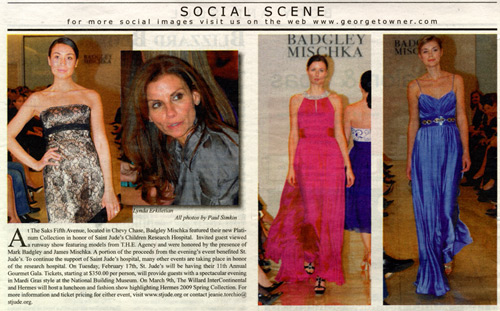 SOCIAL SCENE
for more social images visit us on the web www.georgetowner.com
BADGLEY
MISCHKA
BADG
MISC
Lynda Erkiletian
All photos by Paul Simkin
At The Saks Fifth Avenue, located in Chevy Chase, Badgley Mischka featured their new Plati-
num Collection in honor of Saint Jude's Children Research Hospital. Invited guest viewed
a runway show featuring models from T.H.E. Agency and were honored by the presence of
Mark Badgley and James Mischka. A portion of the proceeds from the evening's event benefited St.
Jude's. To continue the support of Saint Jude's, many other events are taking place in honor
of the research hospital. On Tuesday, February 17th, St. Jude's will be having their 11th Annual
Gourmet Gala. Tickets, starting at $350.00 per person, will provide guests with a spectacular evening
in Mardi Gras style at the National Building Museum. On March 9th, The Willard InterContinental
and Hermes will host a luncheon and fashion show highlighting Hermes 2009 Spring Collection. For
more information and ticket pricing for either event, visit www.stjude.org or contact jeanie.torchio@
stjude.org.